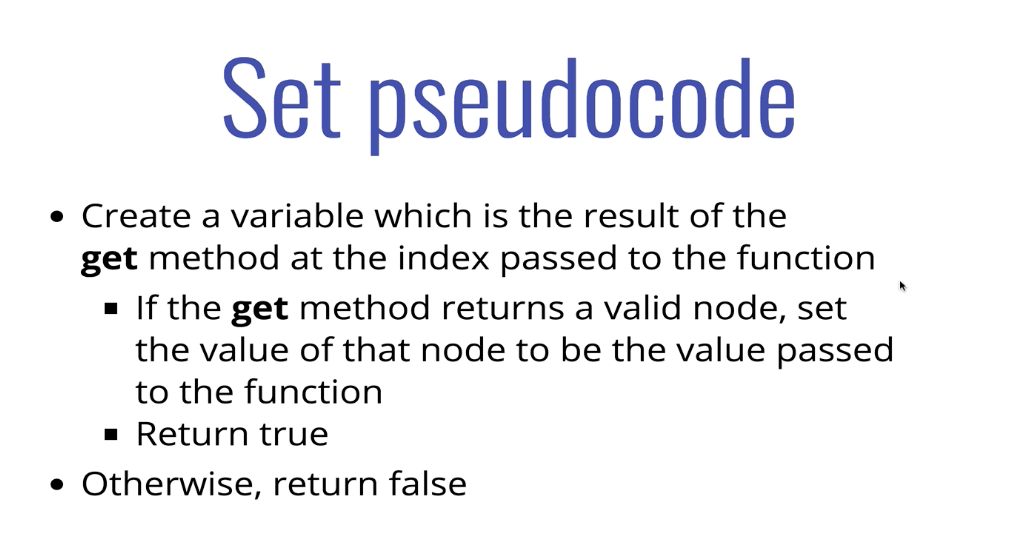 Set pseudocode
• Create a variable which is the result of the
get method at the index passed to the function
▪ If the get method returns a valid node, set
the value of that node to be the value passed
to the function
▪ Return true
• Otherwise, return false